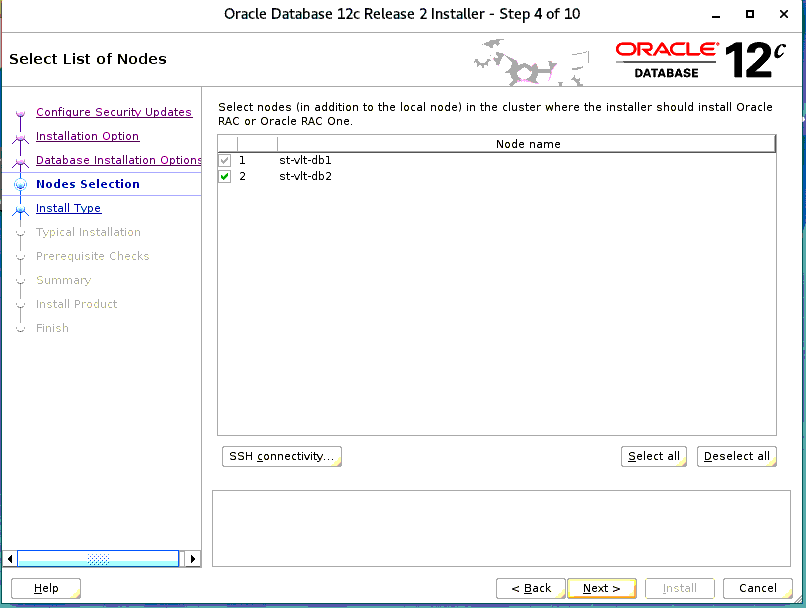 Oracle Database 12c Release 2 Installer - Step 4 of 10
Select List of Nodes
ORACLE
DATABASE
12c
Configure Security Updates
Installation Option
Database Installation Options
Nodes Selection
Install Type
Typical Installation
Prerequisite Checks
Summary
Install Product
Finish
Select nodes (in addition to the local node) in the cluster where the installer should install Oracle
RAC or Oracle RAC One.
Node name
1 st-vlt-db1
2 st-vlt-db2
SSH connectivity...
Select all
Deselect all
Help
< Back
Next >
Install
Cancel